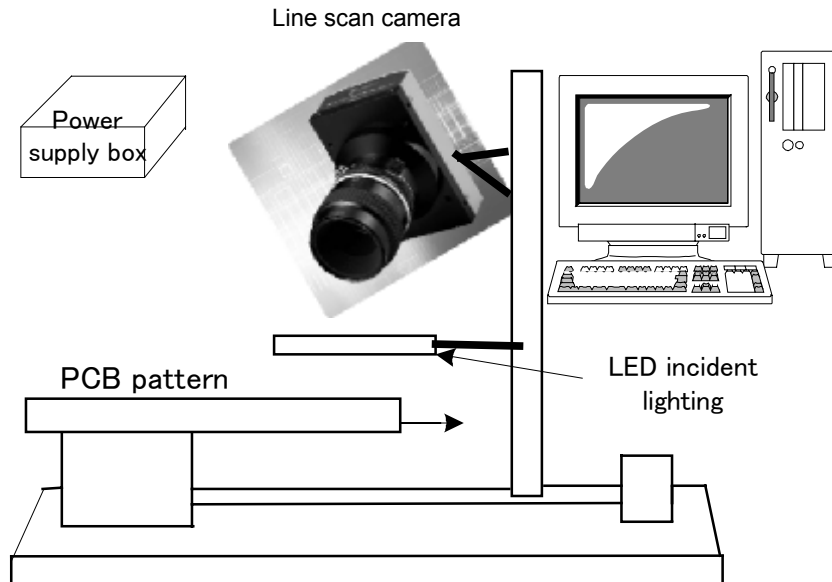 Line scan camera
Power
supply box
PCB pattern
LED incident
lighting